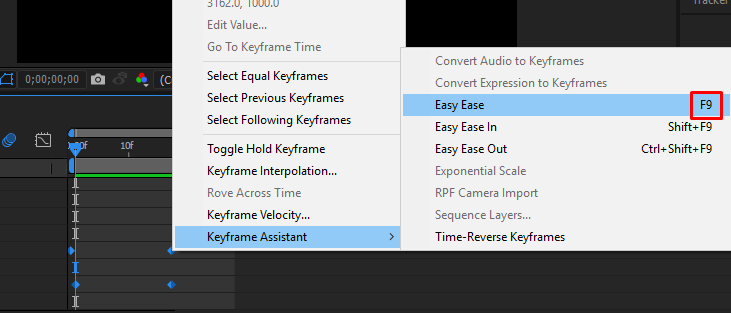 3162.0, 1000.0
Edit Value...
Go To Keyframe Time
Select Equal Keyframes
Select Previous Keyframes
Select Following Keyframes
Toggle Hold Keyframe
Keyframe Interpolation...
Rove Across Time
Keyframe Velocity...
Keyframe Assistant
Tracker
Convert Audio to Keyframes
Convert Expression to Keyframes
Easy Ease F9
Easy Ease In Shift+F9
Easy Ease Out Ctrl+Shift+F9
Exponential Scale
RPF Camera Import
Sequence Layers...
Time-Reverse Keyframes
0;00;00;00
10f